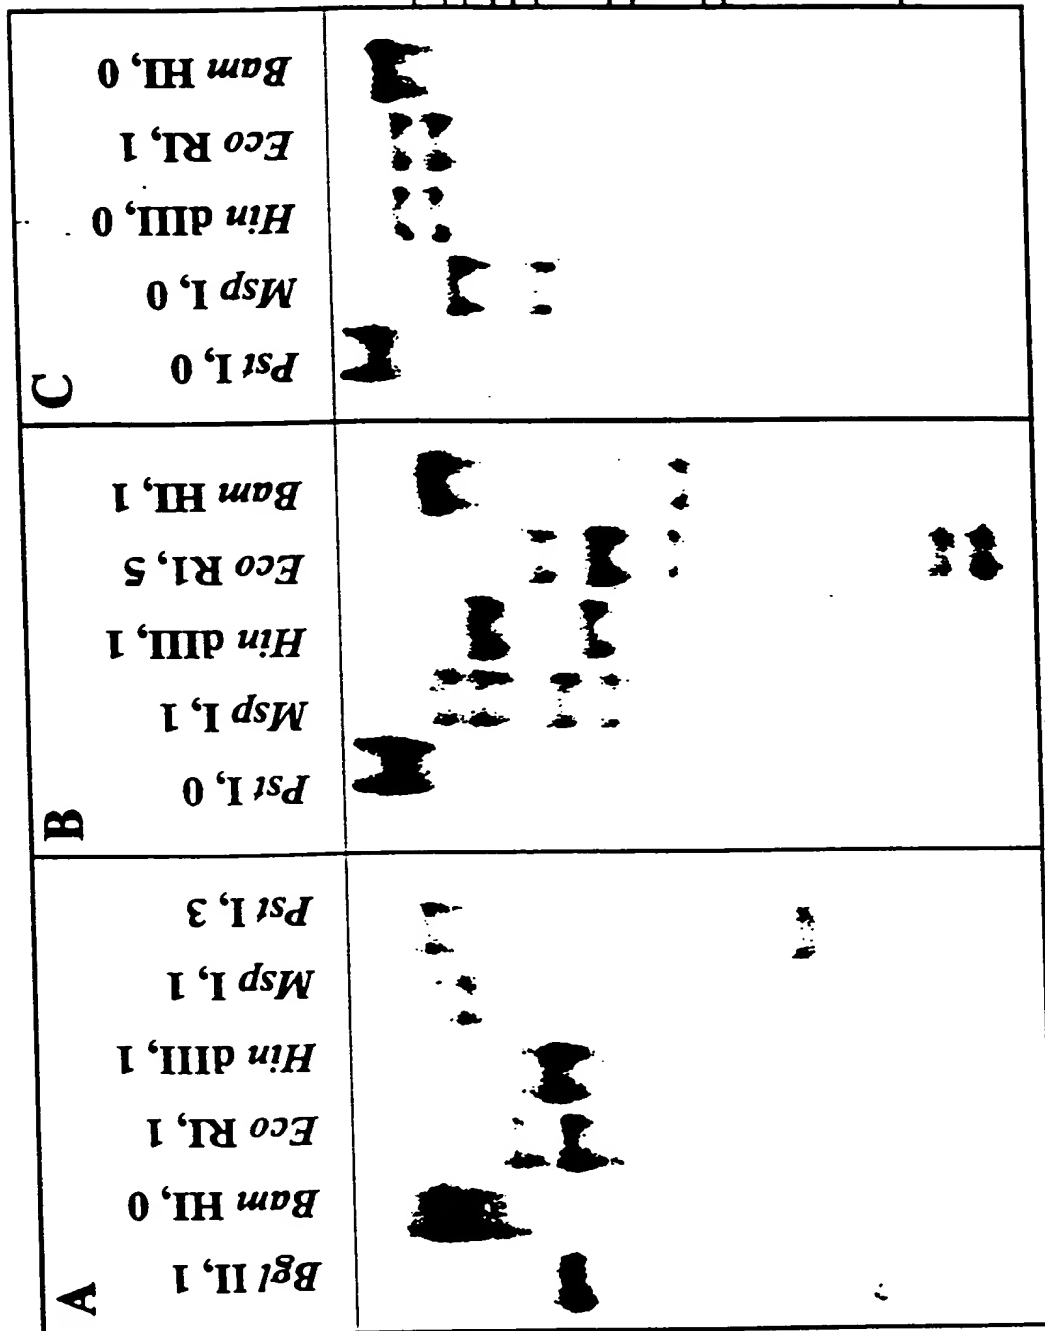 A
Bgl II, 1
Bam HI, 0
Eco RI, 1
Hin dIII, 1
Msp I, 1
Pst I, 3
B
Pst I, 0
Msp I, 1
Hin dIII, 1
Eco R1, 5
Bam HI, 1
C
Pst I, 0
Msp I, 0
Hin dIII, 0
Eco RI, 1
Bam HI, 0